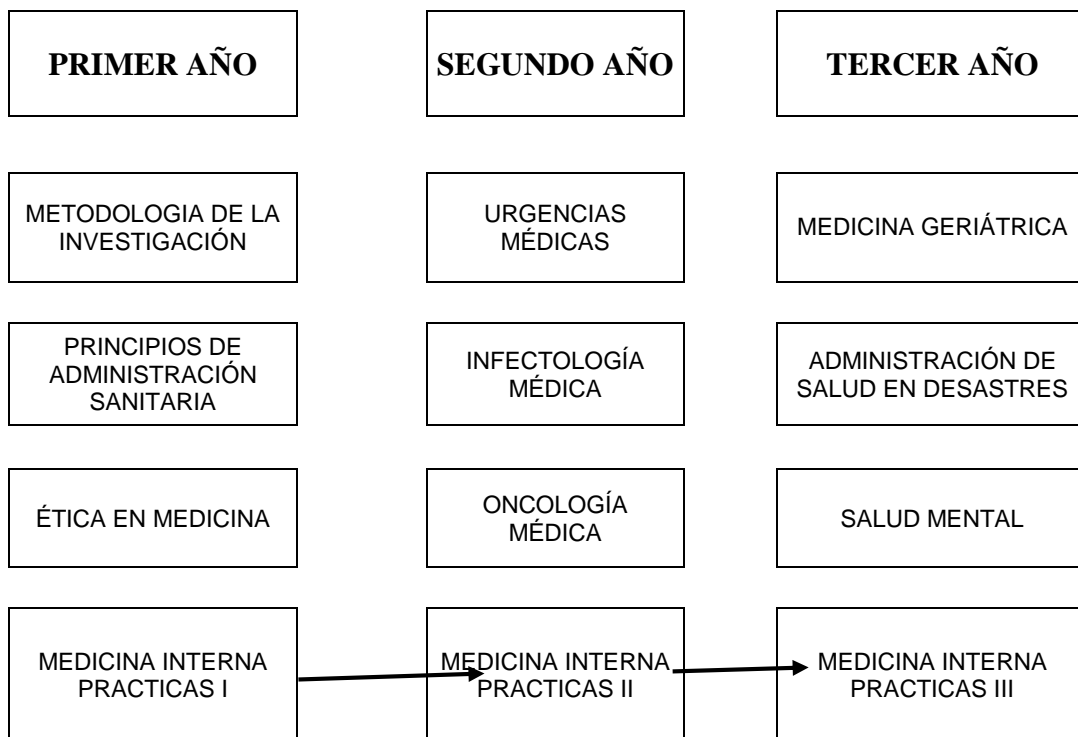 PRIMER AÑO
SEGUNDO AÑO
TERCER AÑO
METODOLOGIA DE LA
INVESTIGACIÓN
URGENCIAS
MÉDICAS
MEDICINA GERIÁTRICA
PRINCIPIOS DE
ADMINISTRACIÓN
SANITARIA
INFECTOLOGÍA
MÉDICA
ADMINISTRACIÓN DE
SALUD EN DESASTRES
ÉTICA EN MEDICINA
ONCOLOGÍA
MÉDICA
SALUD MENTAL
MEDICINA INTERNA
PRACTICAS I
MEDICINA INTERNA
PRACTICAS II
MEDICINA INTERNA
PRACTICAS III